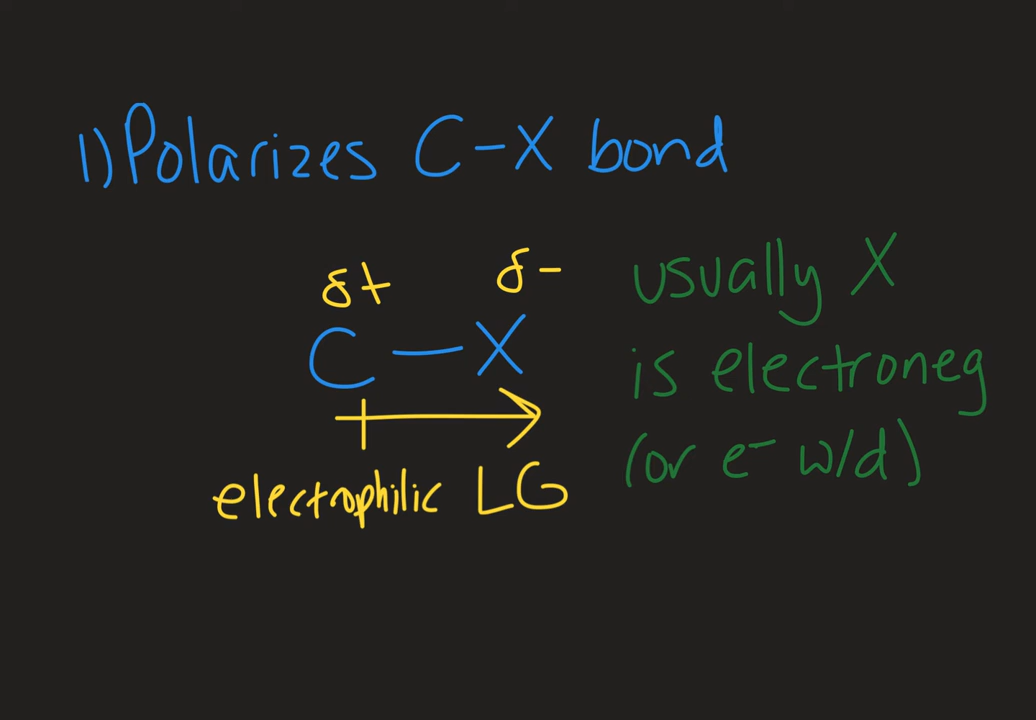 1) Polarizes C-X bond
δ+ δ-
C — X
electrophilic LG
usually X
is electroneg
(or e⁻ w/d)